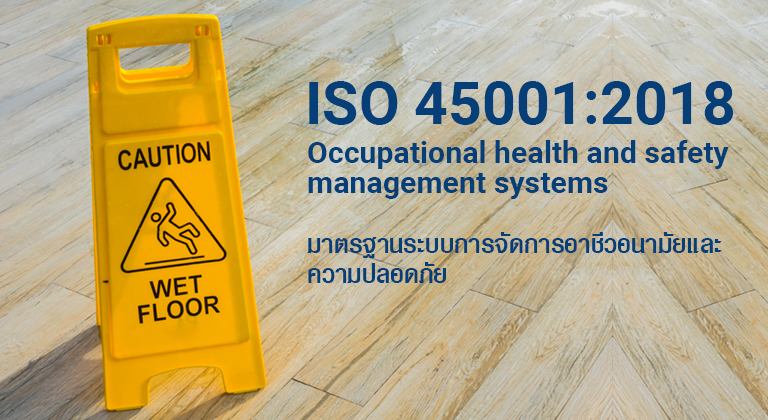 CAUTION
WET
FLOOR
ISO 45001:2018
Occupational health and safety
management systems
มาตรฐานระบบการจัดการอาชีวอนามัยและ
ความปลอดภัย